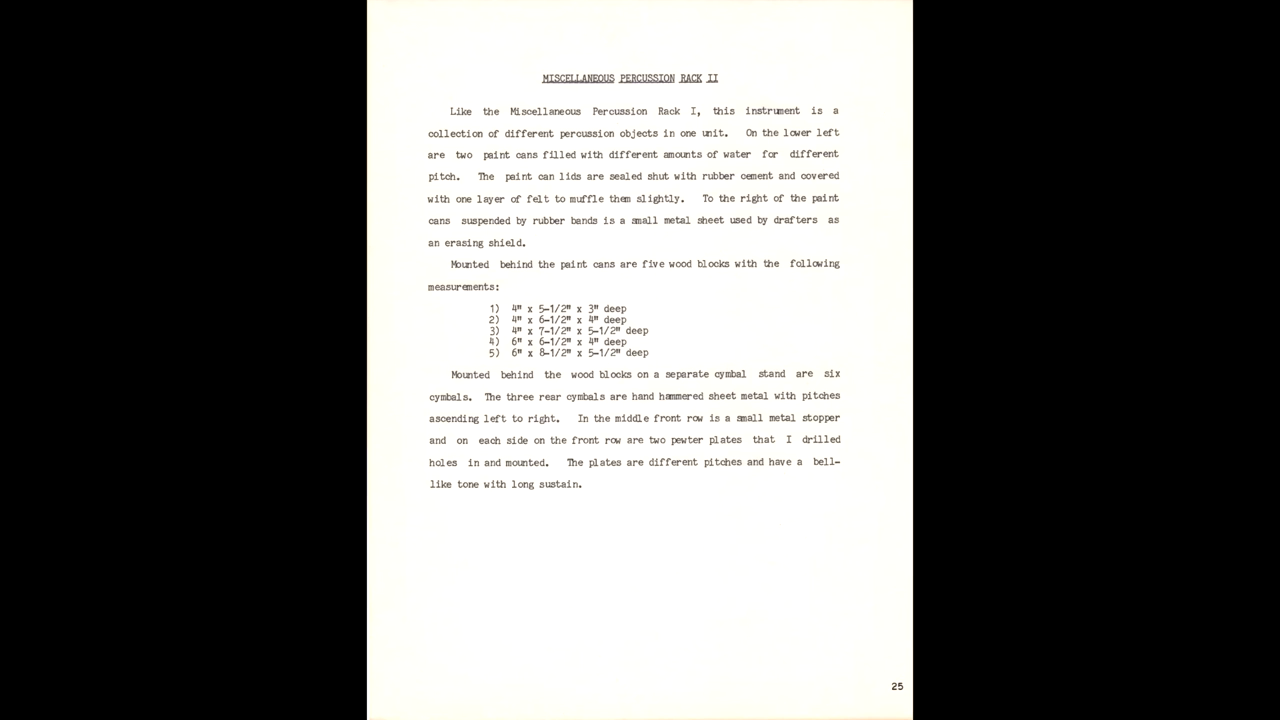 MISCELLANEOUS PERCUSSION RACK II
Like the Miscellaneous Percussion Rack I, this instrument is a
collection of different percussion objects in one unit. On the lower left
are two paint cans filled with different amounts of water for different
pitch. The paint can lids are sealed shut with rubber cement and covered
with one layer of felt to muffle them slightly. To the right of the paint
cans suspended by rubber bands is a small metal sheet used by drafters as
an erasing shield.
Mounted behind the paint cans are five wood blocks with the following
measurements:
1) 4" x 5-1/2" x 3" deep
2) 4" x 6-1/2" x 4" deep
3) 4" x 7-1/2" x 5-1/2" deep
4) 6" x 6-1/2" x 4" deep
5) 6" x 8-1/2" x 5-1/2" deep
Mounted behind the wood blocks on a separate cymbal stand are six
cymbals. The three rear cymbals are hand hammered sheet metal with pitches
ascending left to right. In the middle front row is a small metal stopper
and on each side on the front row are two pewter plates that I drilled
holes in and mounted. The plates are different pitches and have a bell-
like tone with long sustain.
25